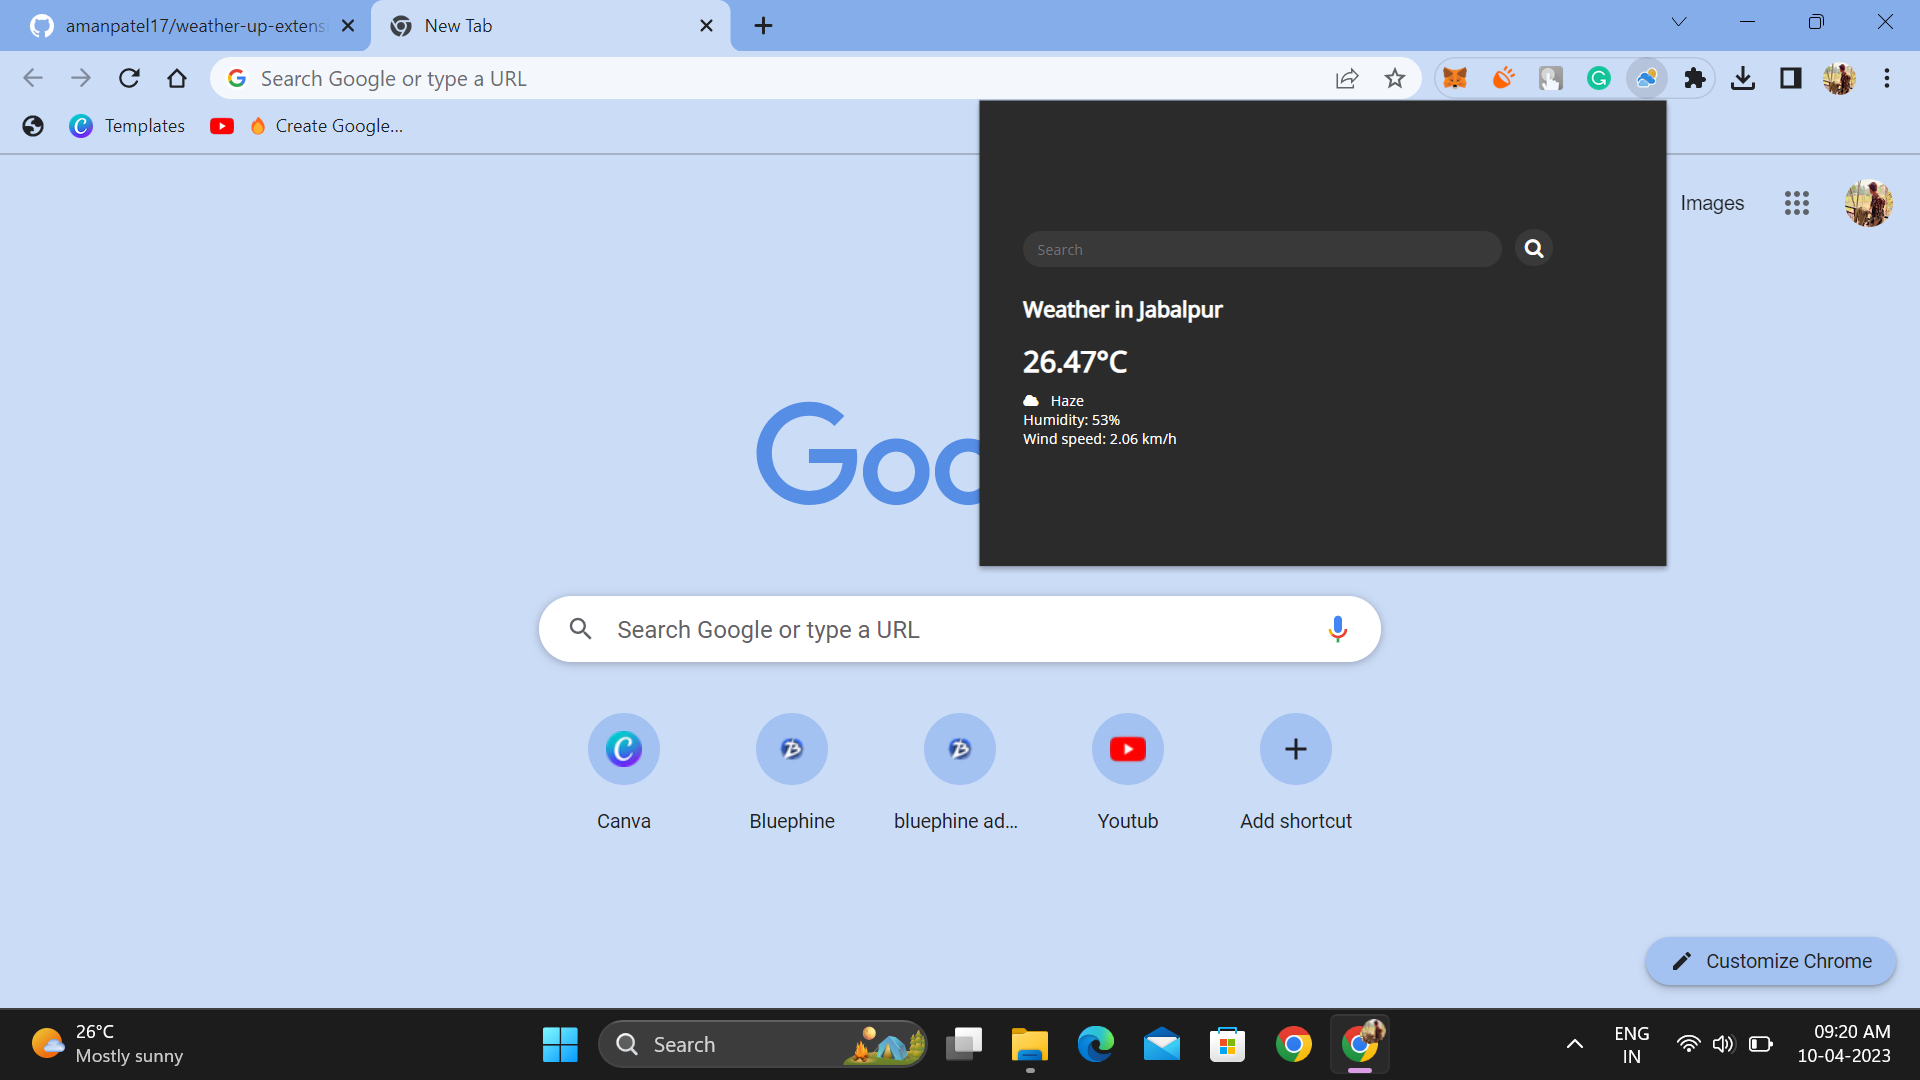 amanpatel17/weather-up-extensi
New Tab
Search Google or type a URL
Templates
Create Google...
Images
Search
Weather in Jabalpur
26.47°C
Haze
Humidity: 53%
Wind speed: 2.06 km/h
Goo
Search Google or type a URL
Canva
Bluephine
bluephine ad...
Youtub
Add shortcut
Customize Chrome
26°C
Mostly sunny
Search
ENG
IN
09:20 AM
10-04-2023